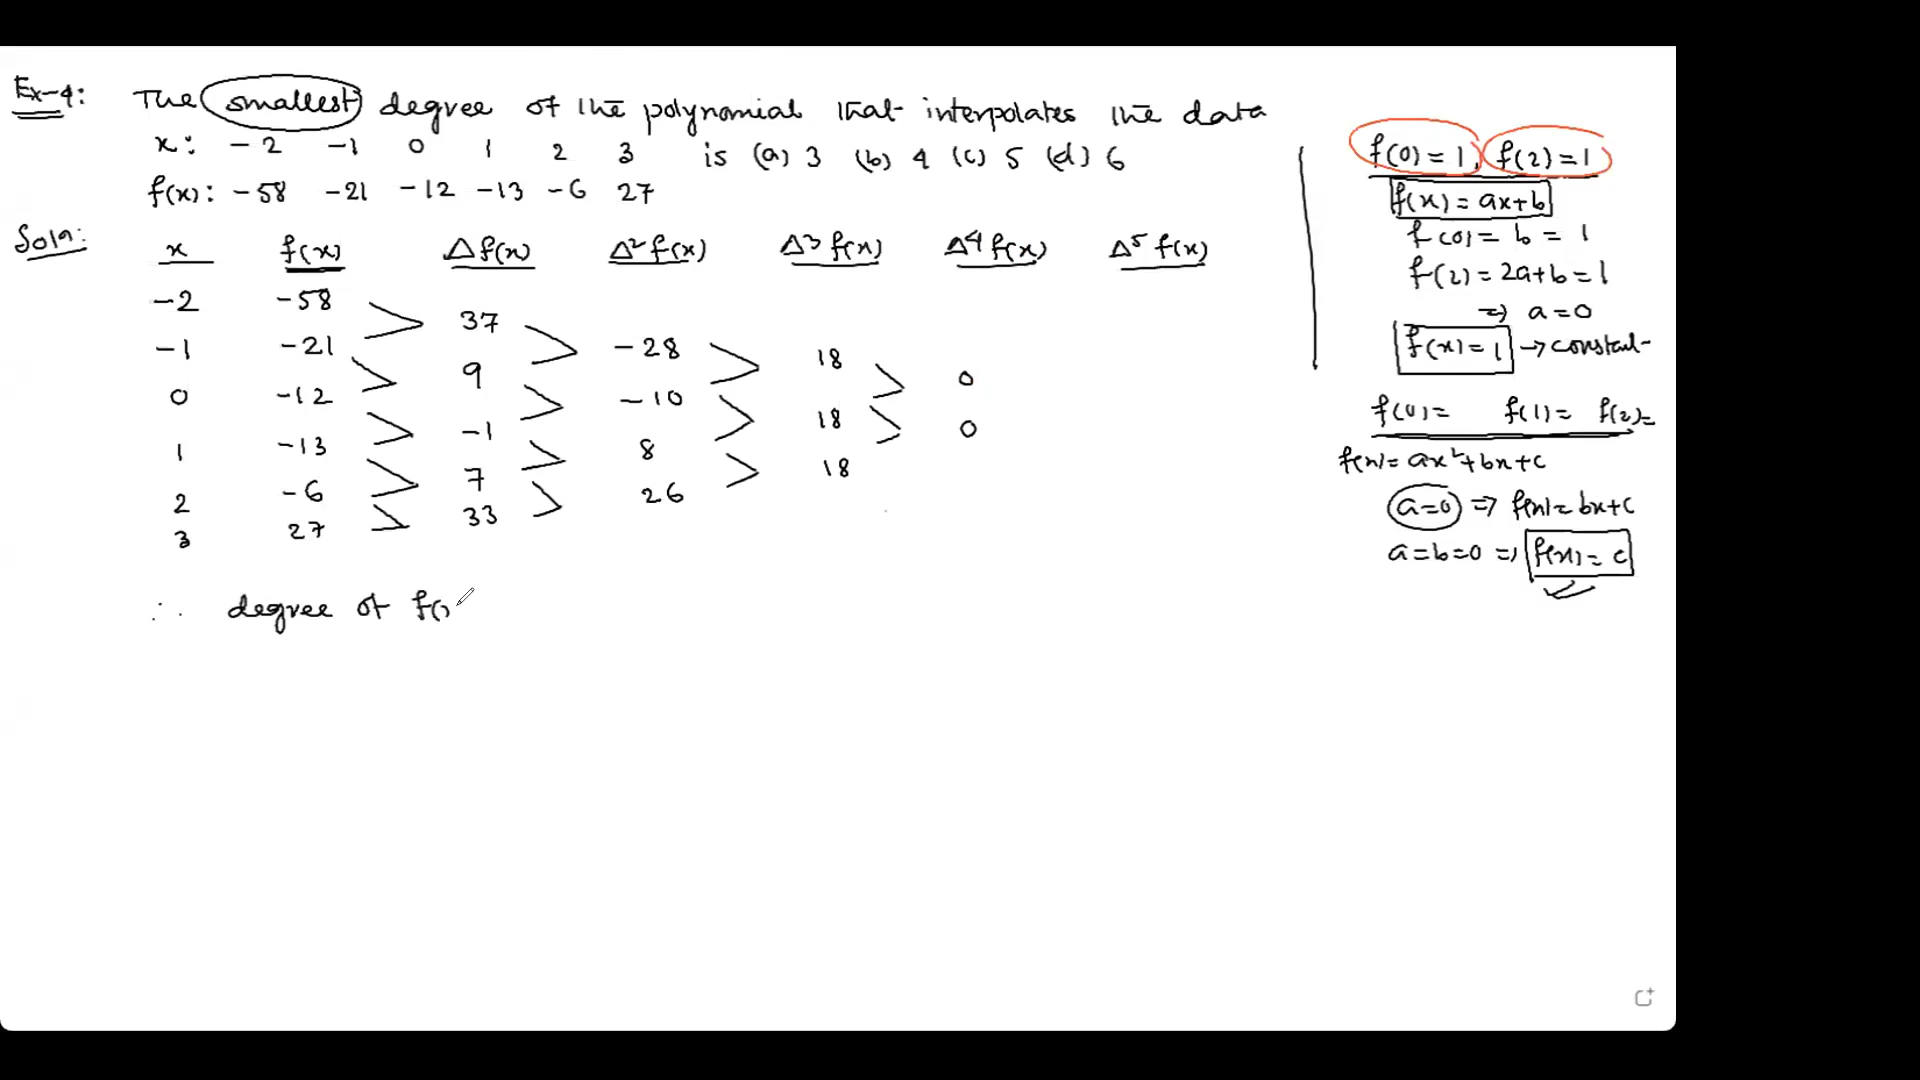 Ex-4: The smallest degree of the polynomial that interpolates the data
x: -2 -1 0 1 2 3 is (a) 3 (b) 4 (c) 5 (d) 6
f(x): -58 -21 -12 -13 -6 27
Soln:
x f(x) Δf(x) Δ²f(x) Δ³f(x) Δ⁴f(x) Δ⁵f(x)
-2 -58
37
-1 -21 -28
9 18
0 -12 -10 0
-1 18
1 -13 8 0
7 18
2 -6 26
33
3 27
∴ degree of f(
f(0) = 1, f(2) = 1
f(x) = ax+b
f(0) = b = 1
f(2) = 2a+b = 1
⇒ a = 0
f(x) = 1 → constant
f(0) = f(1) = f(2) =
f(x) = ax²+bx+c
a=0 ⇒ f(x) = bx+c
a=b=0 ⇒ f(x) = c